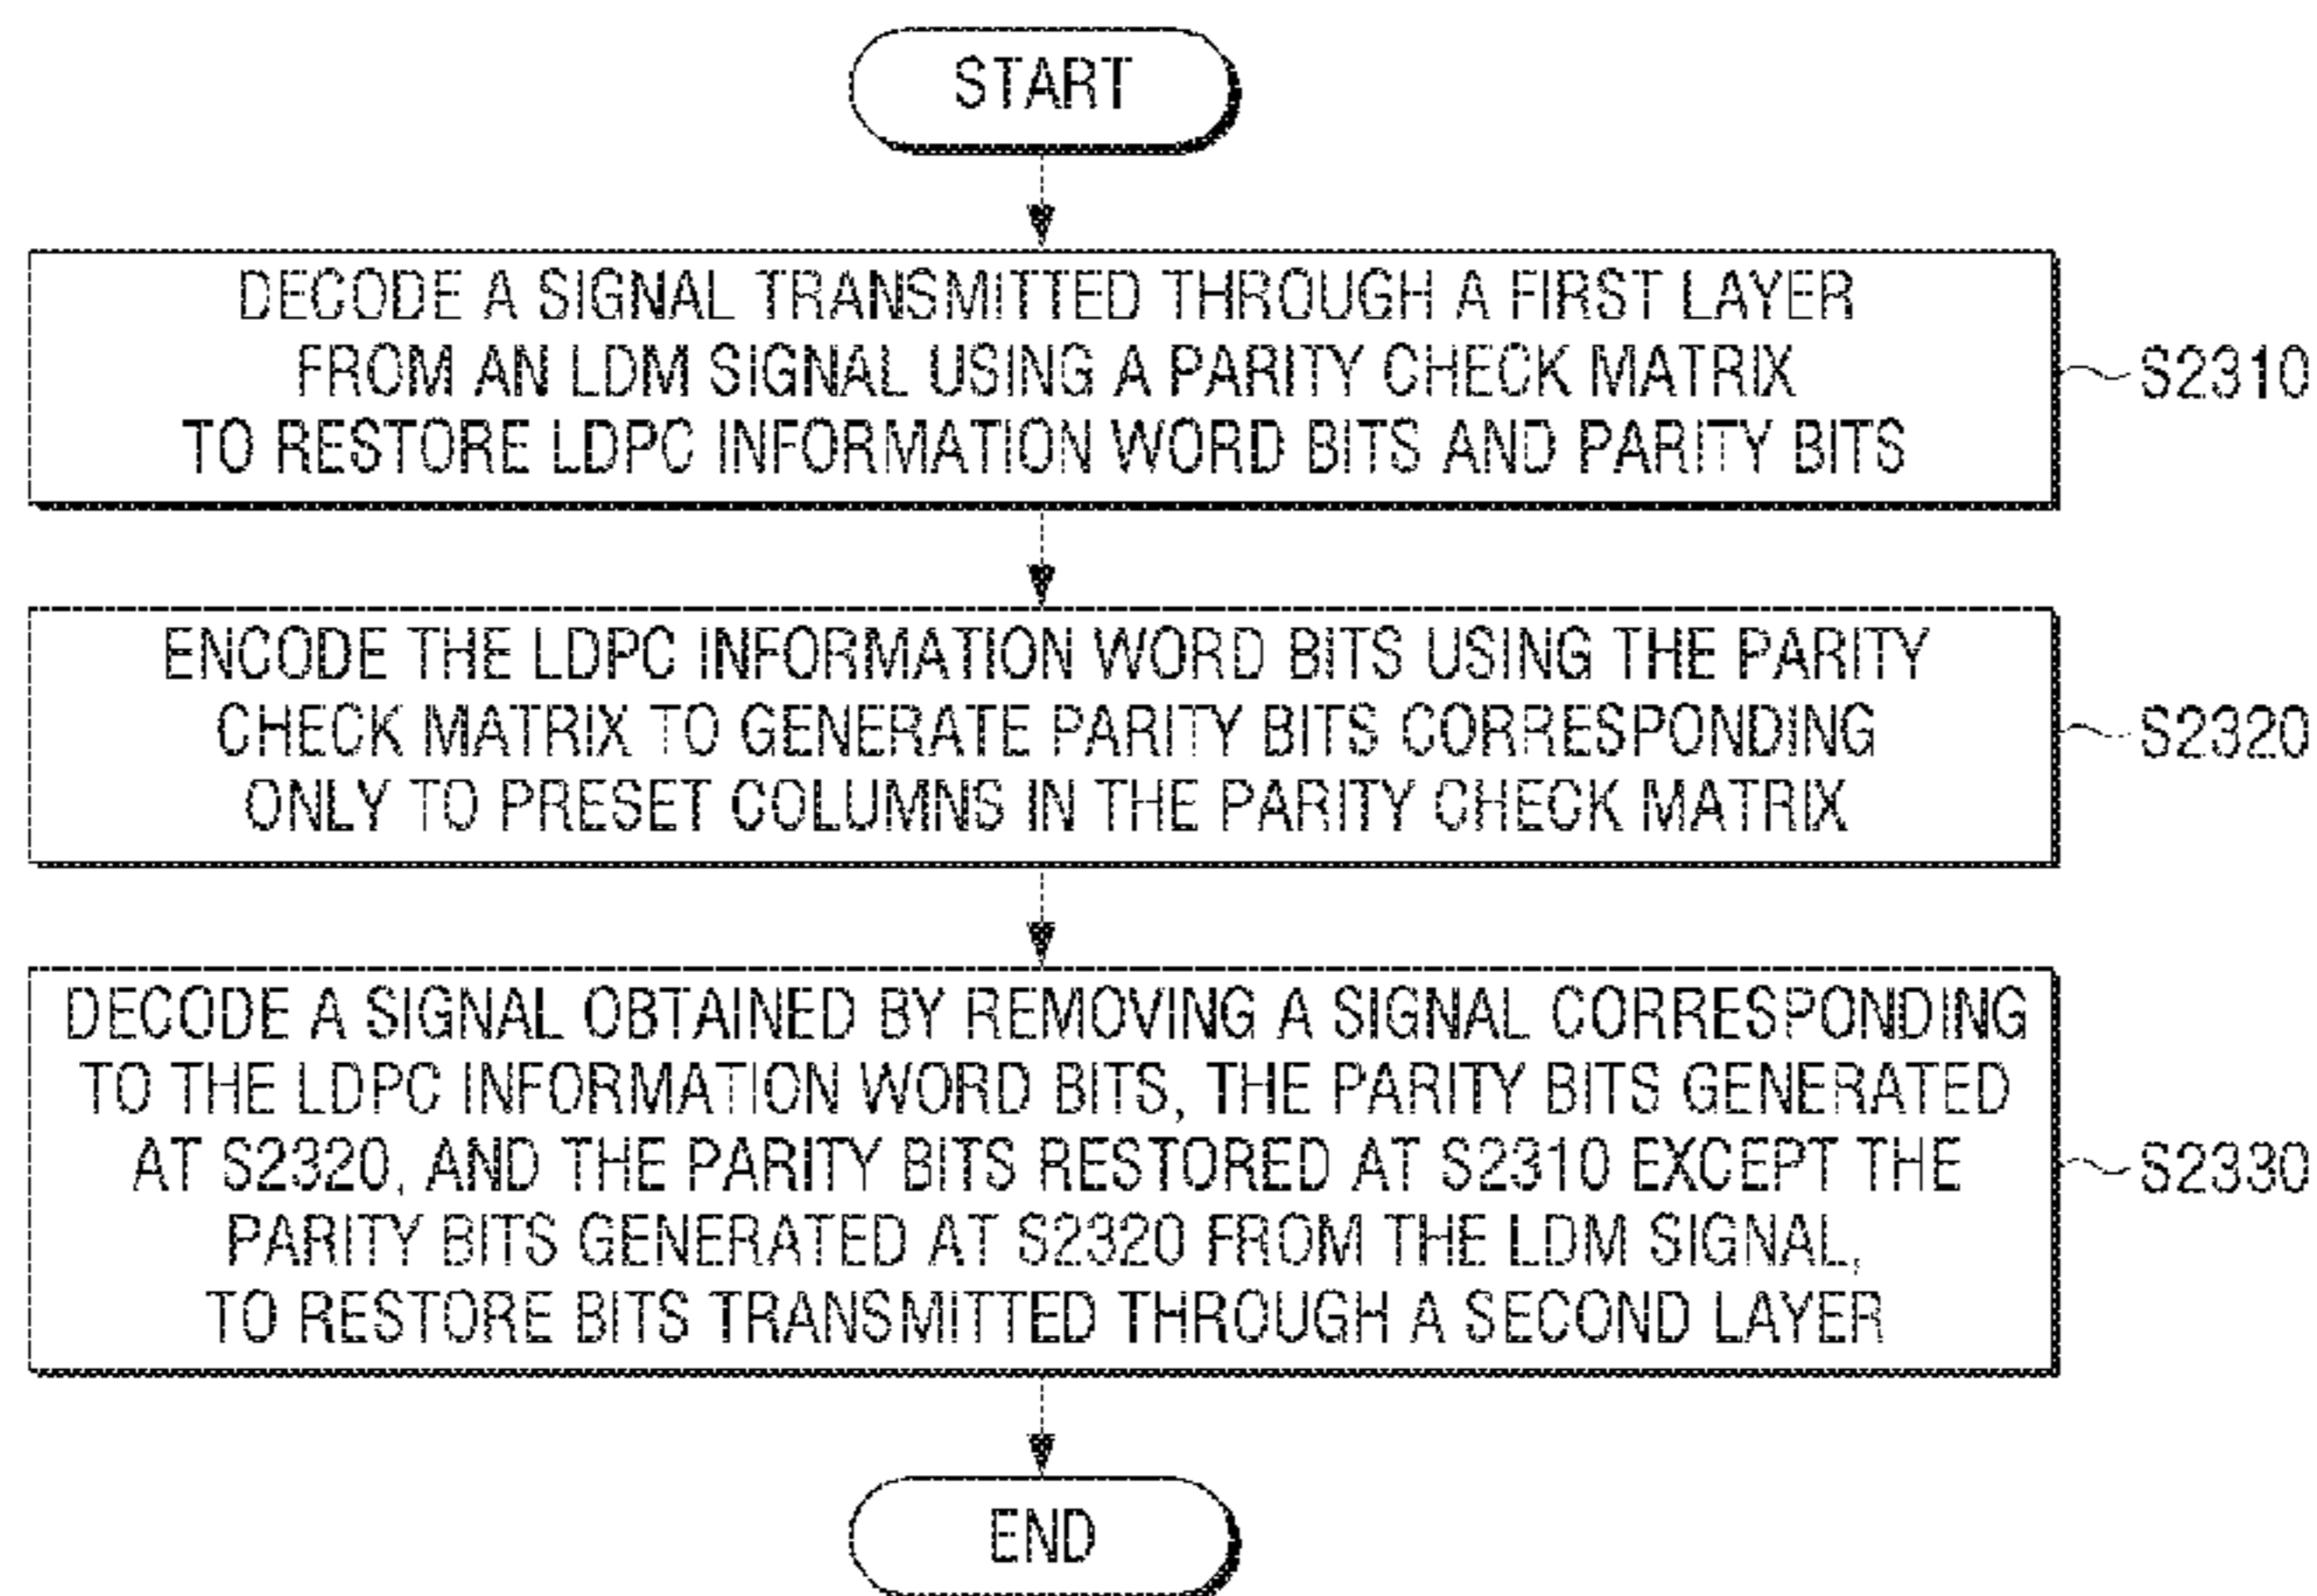 START
DECODE A SIGNAL TRANSMITTED THROUGH A FIRST LAYER
FROM AN LDM SIGNAL USING A PARITY CHECK MATRIX
TO RESTORE LDPC INFORMATION WORD BITS AND PARITY BITS
S2310
ENCODE THE LDPC INFORMATION WORD BITS USING THE PARITY
CHECK MATRIX TO GENERATE PARITY BITS CORRESPONDING
ONLY TO PRESET COLUMNS IN THE PARITY CHECK MATRIX
S2320
DECODE A SIGNAL OBTAINED BY REMOVING A SIGNAL CORRESPONDING
TO THE LDPC INFORMATION WORD BITS, THE PARITY BITS GENERATED
AT S2320, AND THE PARITY BITS RESTORED AT S2310 EXCEPT THE
PARITY BITS GENERATED AT S2320 FROM THE LDM SIGNAL,
TO RESTORE BITS TRANSMITTED THROUGH A SECOND LAYER
S2330
END